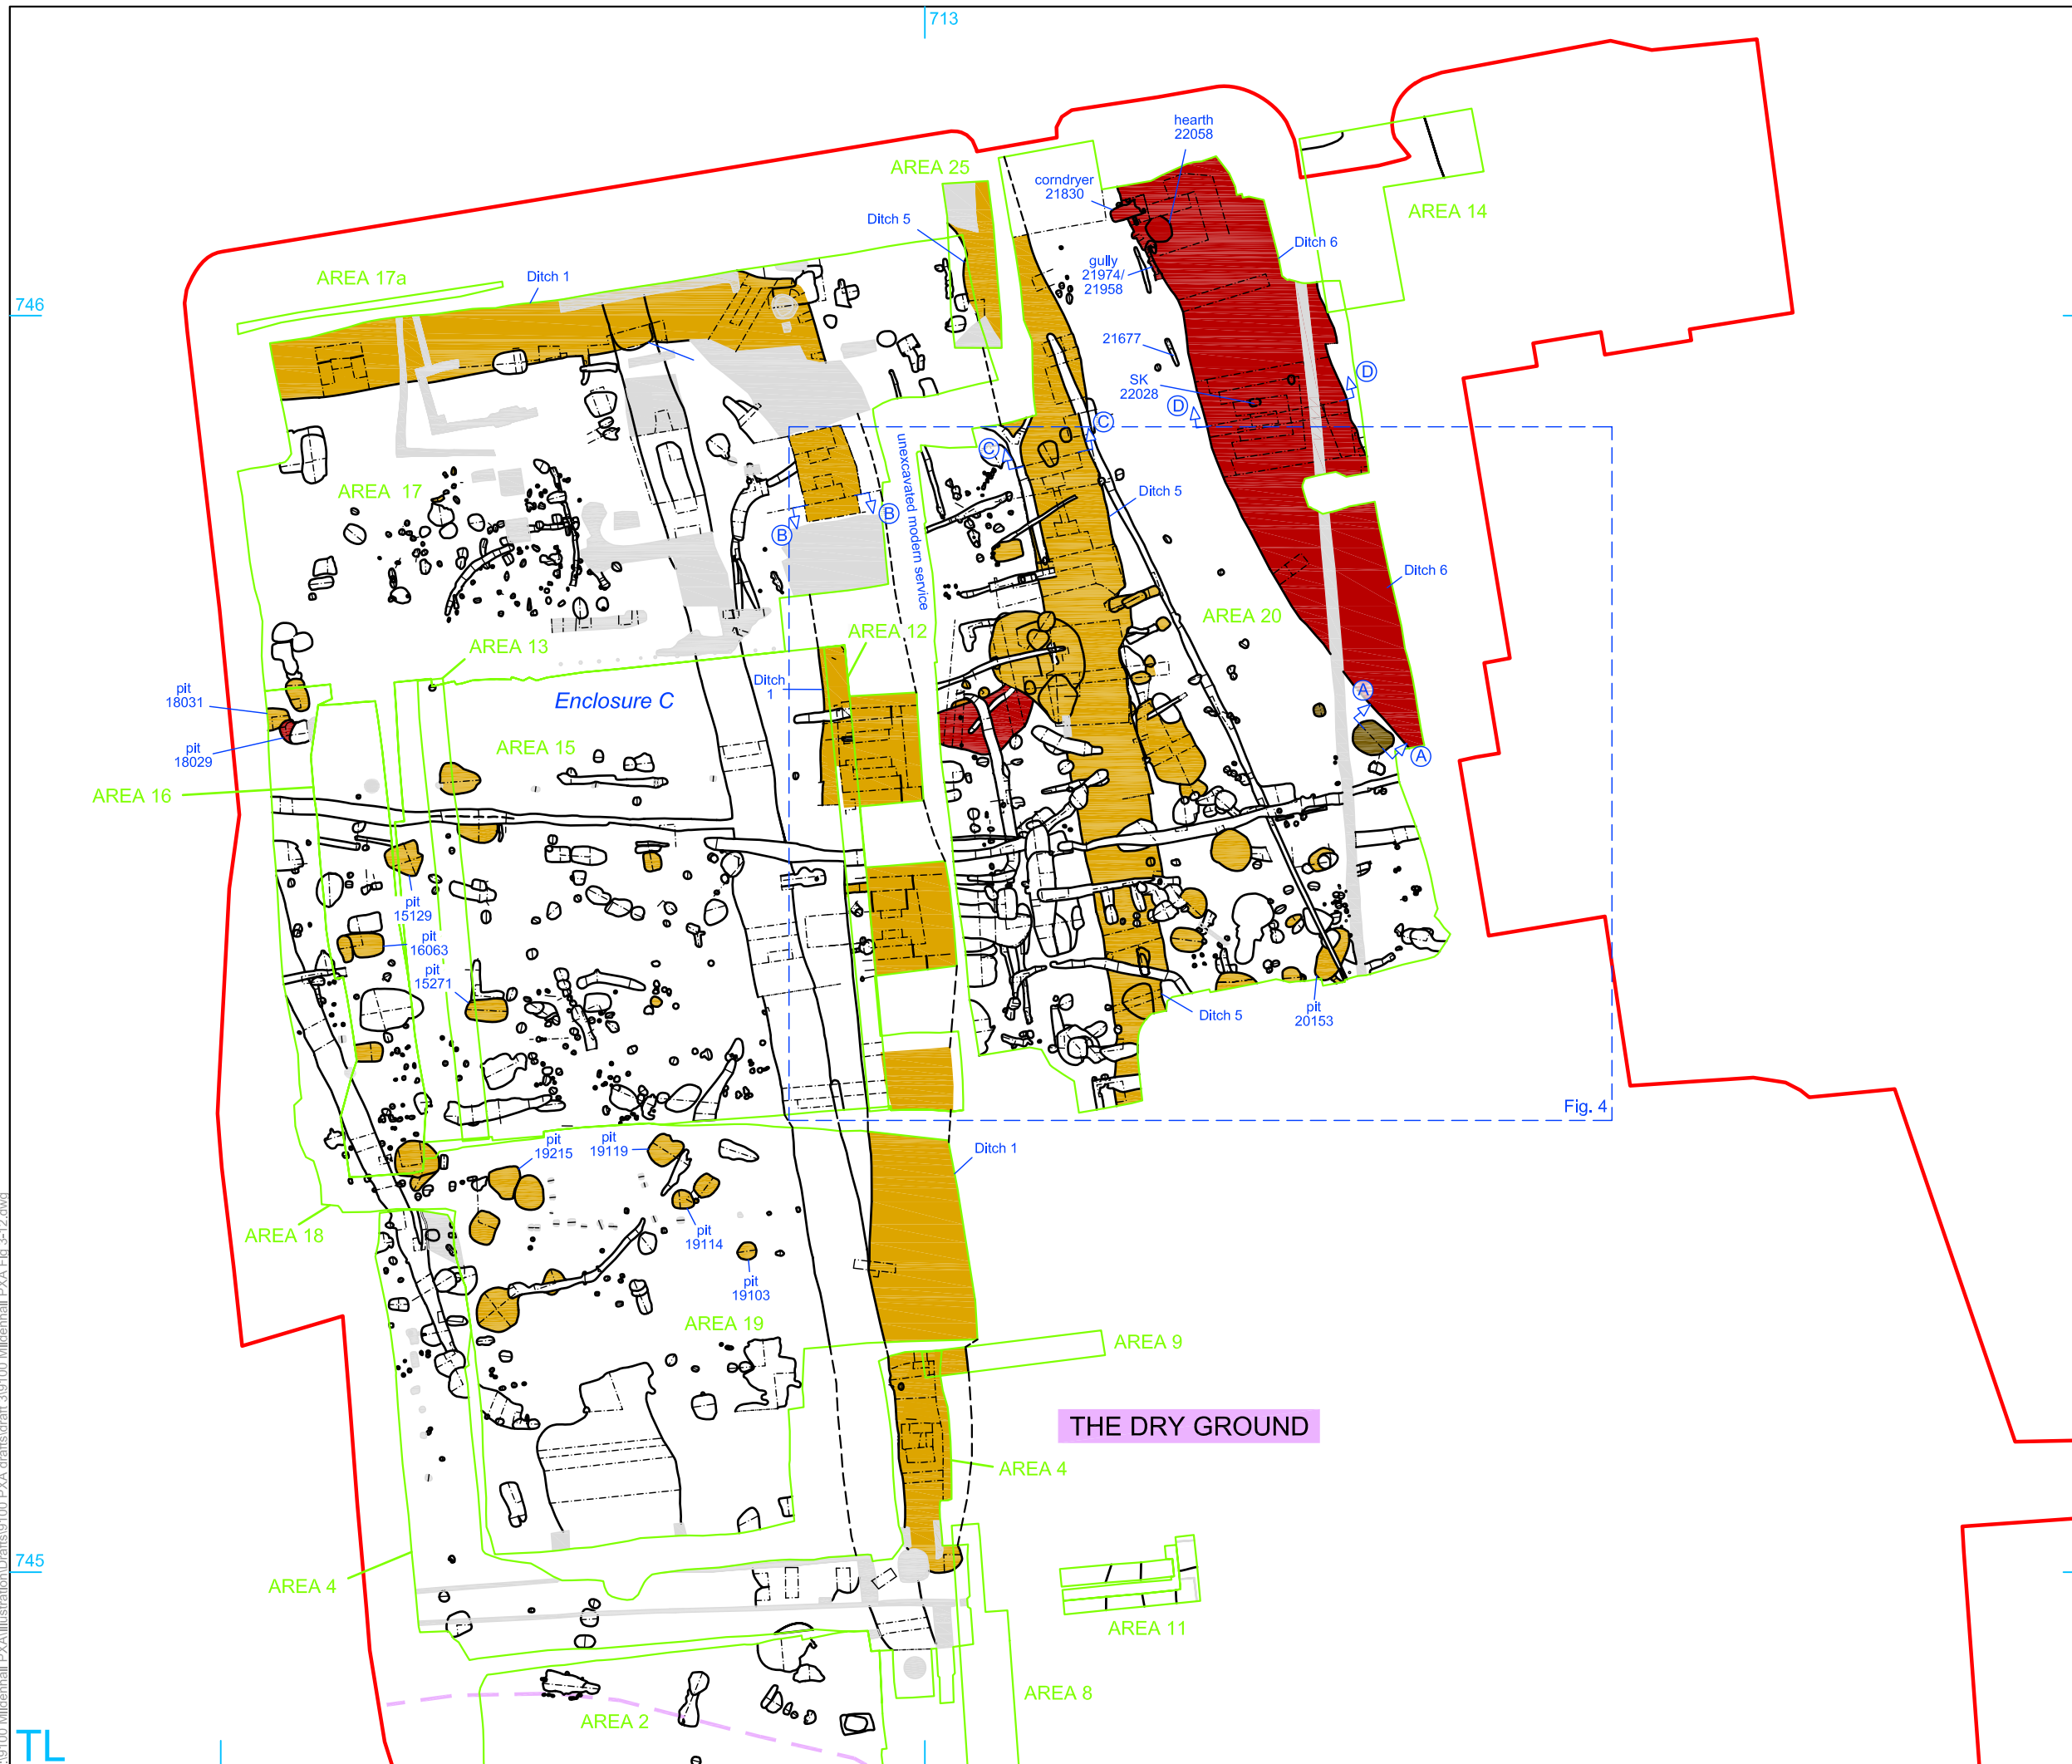 713
hearth
22058
AREA 25
corndryer
21830
AREA 14
Ditch 5
Ditch 6
gully
21974/
21958
AREA 17a
Ditch 1
746
21677
SK
22028
D
D
C
C
unexcavated modern service
AREA 17
Ditch 5
B
B
Ditch 6
AREA 20
AREA 12
AREA 13
Ditch
1
Enclosure C
pit
18031
A
pit
18029
AREA 15
A
AREA 16
pit
15129
pit
16063
pit
15271
Ditch 5
pit
20153
Fig. 4
pit
19215
pit
19119
Ditch 1
AREA 18
pit
19114
pit
19103
AREA 19
AREA 9
THE DRY GROUND
AREA 4
745
AREA 4
AREA 11
AREA 8
AREA 2
TL